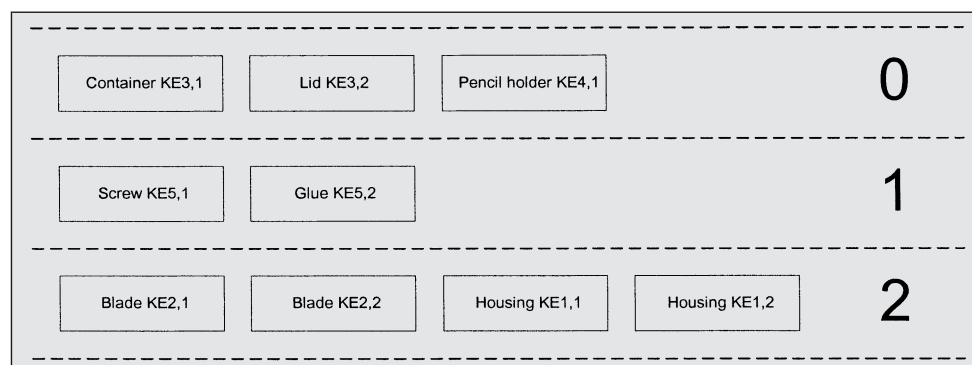 Container KE3,1 Lid KE3,2 Pencil holder KE4,1 0
Screw KE5,1 Glue KE5,2 1
Blade KE2,1 Blade KE2,2 Housing KE1,1 Housing KE1,2 2